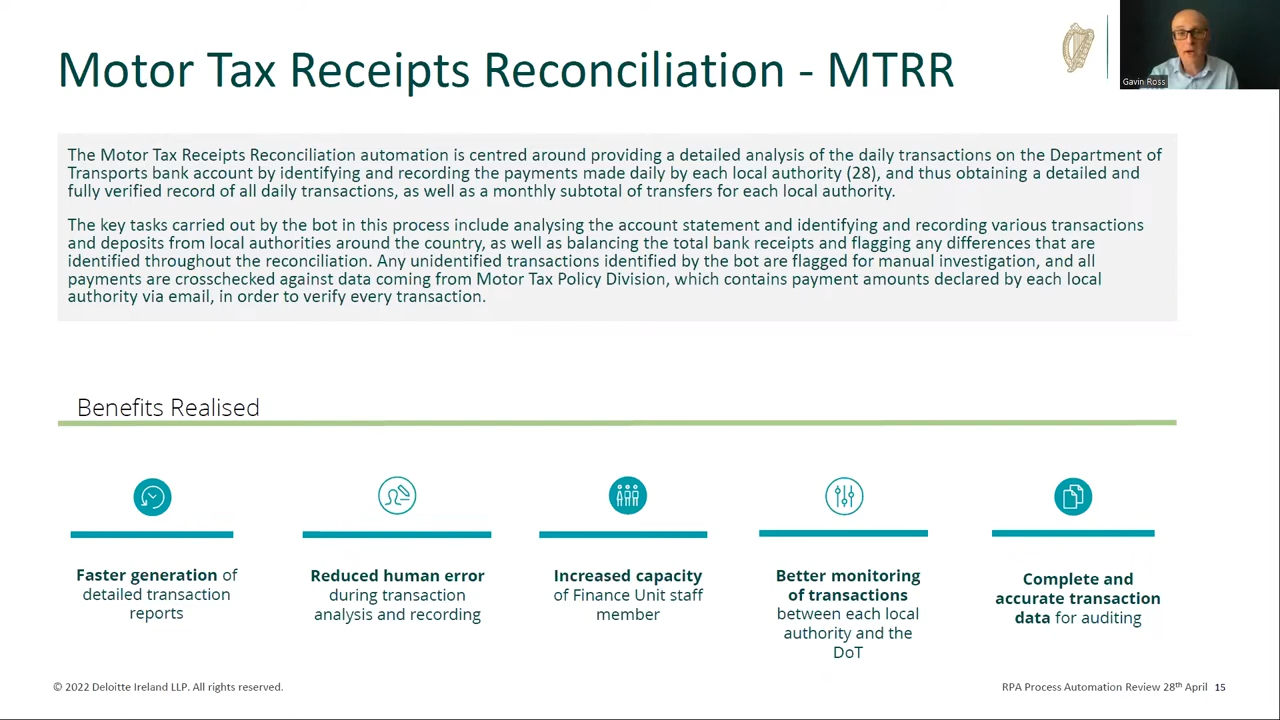 Motor Tax Receipts Reconciliation - MTRR
Gavin Ross
The Motor Tax Receipts Reconciliation automation is centred around providing a detailed analysis of the daily transactions on the Department of
Transports bank account by identifying and recording the payments made daily by each local authority (28), and thus obtaining a detailed and
fully verified record of all daily transactions, as well as a monthly subtotal of transfers for each local authority.
The key tasks carried out by the bot in this process include analysing the account statement and identifying and recording various transactions
and deposits from local authorities around the country, as well as balancing the total bank receipts and flagging any differences that are
identified throughout the reconciliation. Any unidentified transactions identified by the bot are flagged for manual investigation, and all
payments are crosschecked against data coming from Motor Tax Policy Division, which contains payment amounts declared by each local
authority via email, in order to verify every transaction.
Benefits Realised
Faster generation of
detailed transaction
reports
Reduced human error
during transaction
analysis and recording
Increased capacity
of Finance Unit staff
member
Better monitoring
of transactions
between each local
authority and the
DoT
Complete and
accurate transaction
data for auditing
© 2022 Deloitte Ireland LLP. All rights reserved.
RPA Process Automation Review 28th April 15